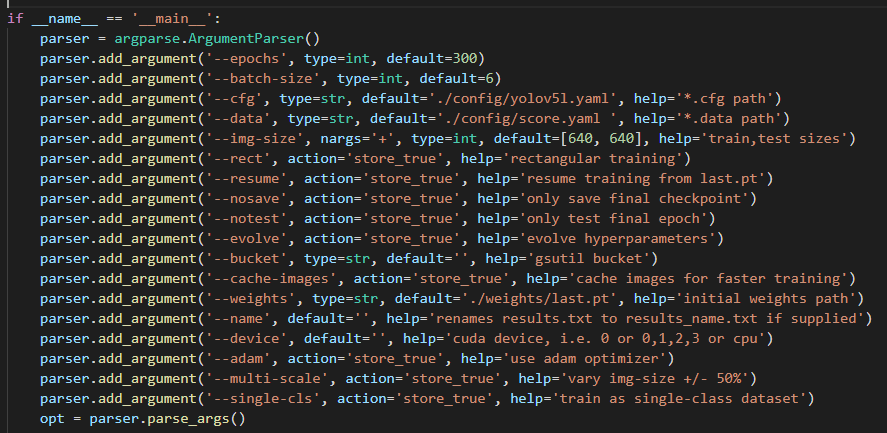 if __name__ == '__main__':
    parser = argparse.ArgumentParser()
    parser.add_argument('--epochs', type=int, default=300)
    parser.add_argument('--batch-size', type=int, default=6)
    parser.add_argument('--cfg', type=str, default='./config/yolov5l.yaml', help='*.cfg path')
    parser.add_argument('--data', type=str, default='./config/score.yaml ', help='*.data path')
    parser.add_argument('--img-size', nargs='+', type=int, default=[640, 640], help='train,test sizes')
    parser.add_argument('--rect', action='store_true', help='rectangular training')
    parser.add_argument('--resume', action='store_true', help='resume training from last.pt')
    parser.add_argument('--nosave', action='store_true', help='only save final checkpoint')
    parser.add_argument('--notest', action='store_true', help='only test final epoch')
    parser.add_argument('--evolve', action='store_true', help='evolve hyperparameters')
    parser.add_argument('--bucket', type=str, default='', help='gsutil bucket')
    parser.add_argument('--cache-images', action='store_true', help='cache images for faster training')
    parser.add_argument('--weights', type=str, default='./weights/last.pt', help='initial weights path')
    parser.add_argument('--name', default='', help='renames results.txt to results_name.txt if supplied')
    parser.add_argument('--device', default='', help='cuda device, i.e. 0 or 0,1,2,3 or cpu')
    parser.add_argument('--adam', action='store_true', help='use adam optimizer')
    parser.add_argument('--multi-scale', action='store_true', help='vary img-size +/- 50%')
    parser.add_argument('--single-cls', action='store_true', help='train as single-class dataset')
    opt = parser.parse_args()